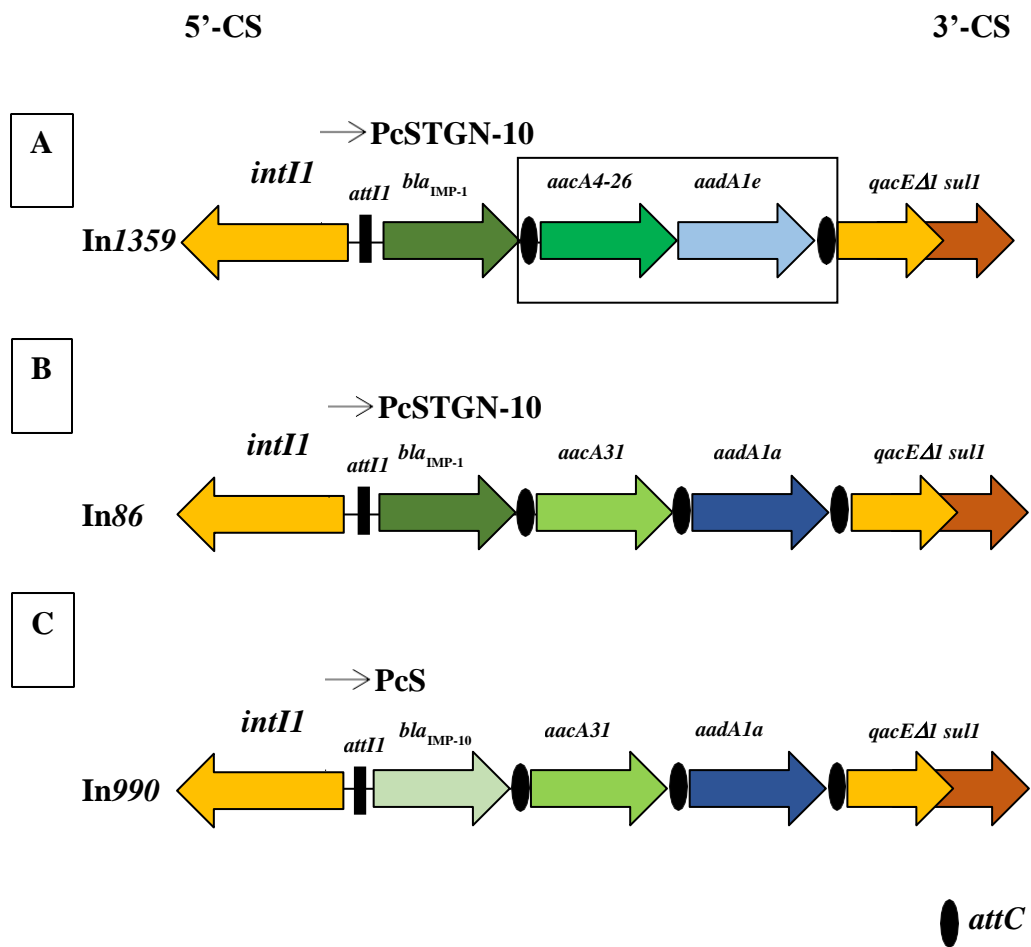 5’-CS 3’-CS
A
PcSTGN-10
intI1 attI1 blaIMP-1 aacA4-26 aadA1e qacEΔ1 sul1
In1359
B
PcSTGN-10
intI1 attI1 blaIMP-1 aacA31 aadA1a qacEΔ1 sul1
In86
C
PcS
intI1 attI1 blaIMP-10 aacA31 aadA1a qacEΔ1 sul1
In990
attC